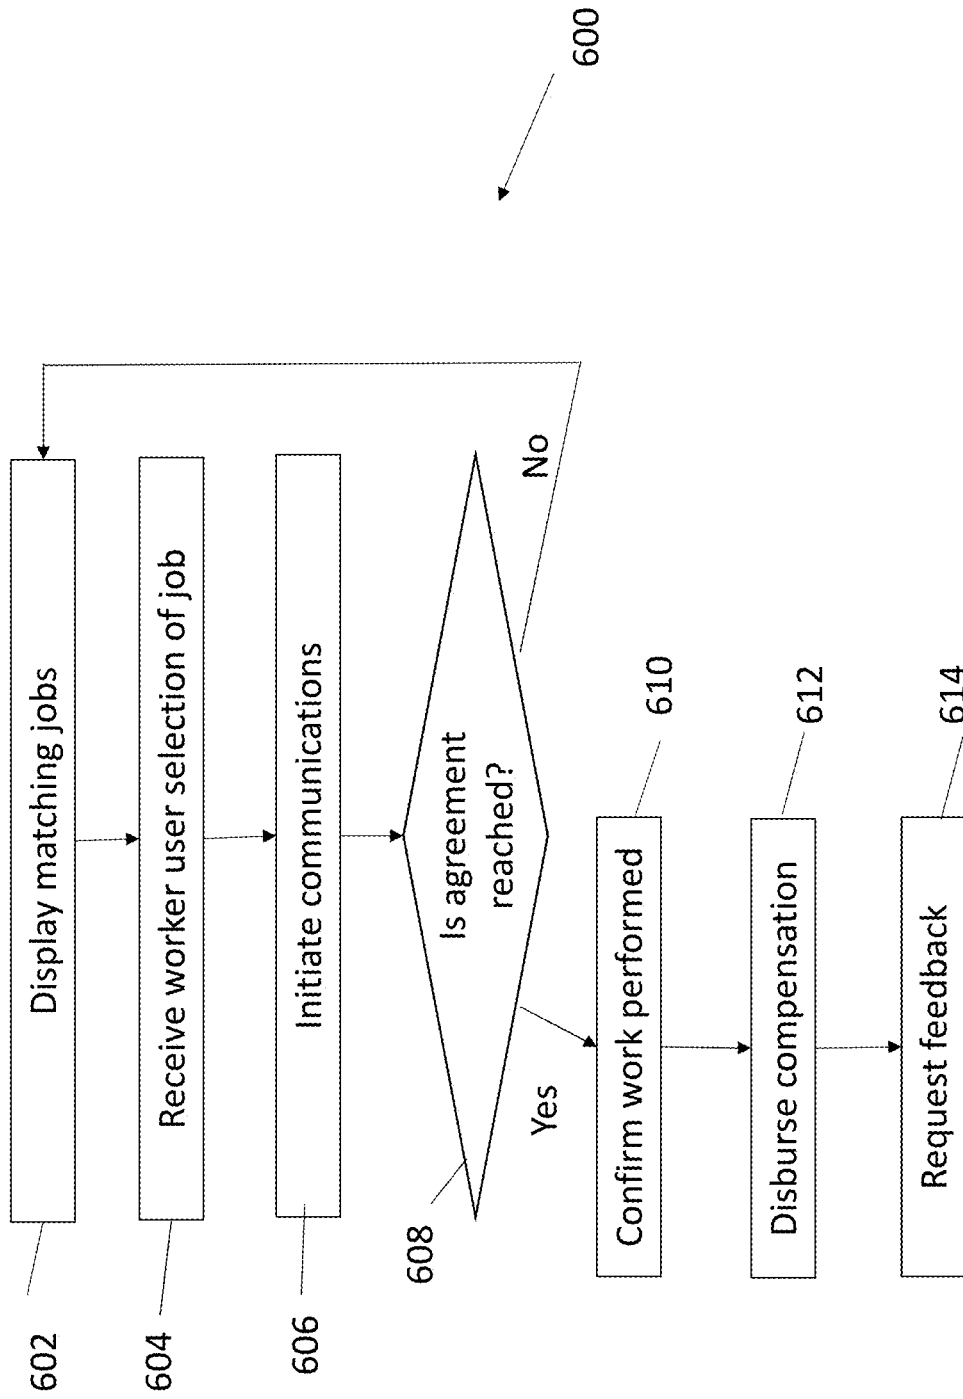 602
Display matching jobs
604
Receive worker user selection of job
606
Initiate communications
608
Is agreement
reached?
No
Yes
Confirm work performed
610
Disburse compensation
612
Request feedback
614
600